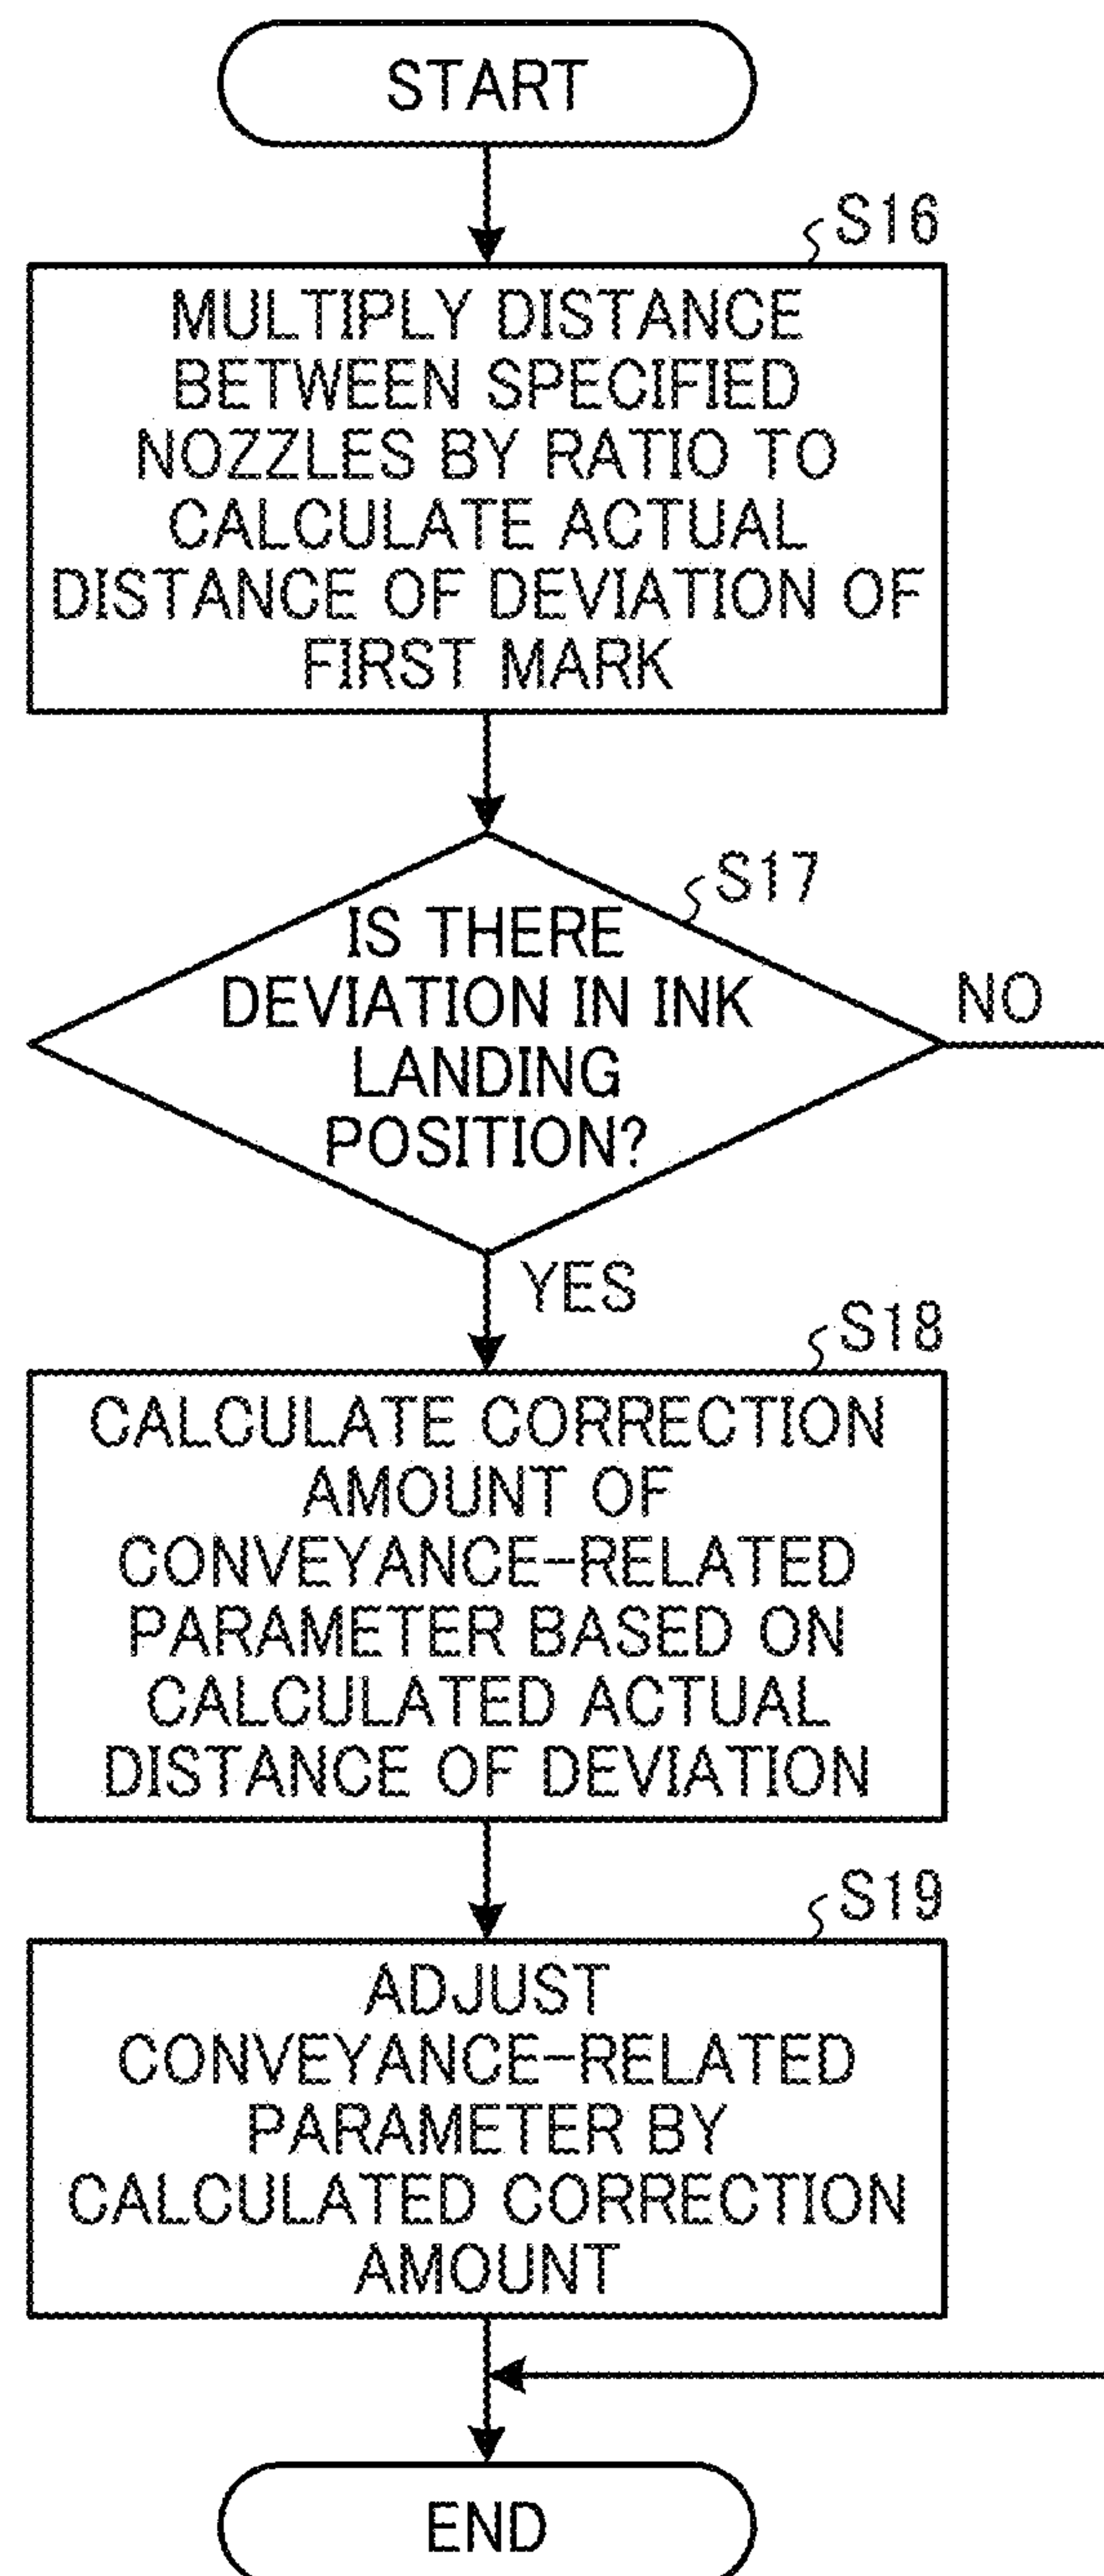 START
S16
MULTIPLY DISTANCE
BETWEEN SPECIFIED
NOZZLES BY RATIO TO
CALCULATE ACTUAL
DISTANCE OF DEVIATION OF
FIRST MARK
S17
IS THERE
DEVIATION IN INK
LANDING
POSITION?
NO
YES
S18
CALCULATE CORRECTION
AMOUNT OF
CONVEYANCE-RELATED
PARAMETER BASED ON
CALCULATED ACTUAL
DISTANCE OF DEVIATION
S19
ADJUST
CONVEYANCE-RELATED
PARAMETER BY
CALCULATED CORRECTION
AMOUNT
END